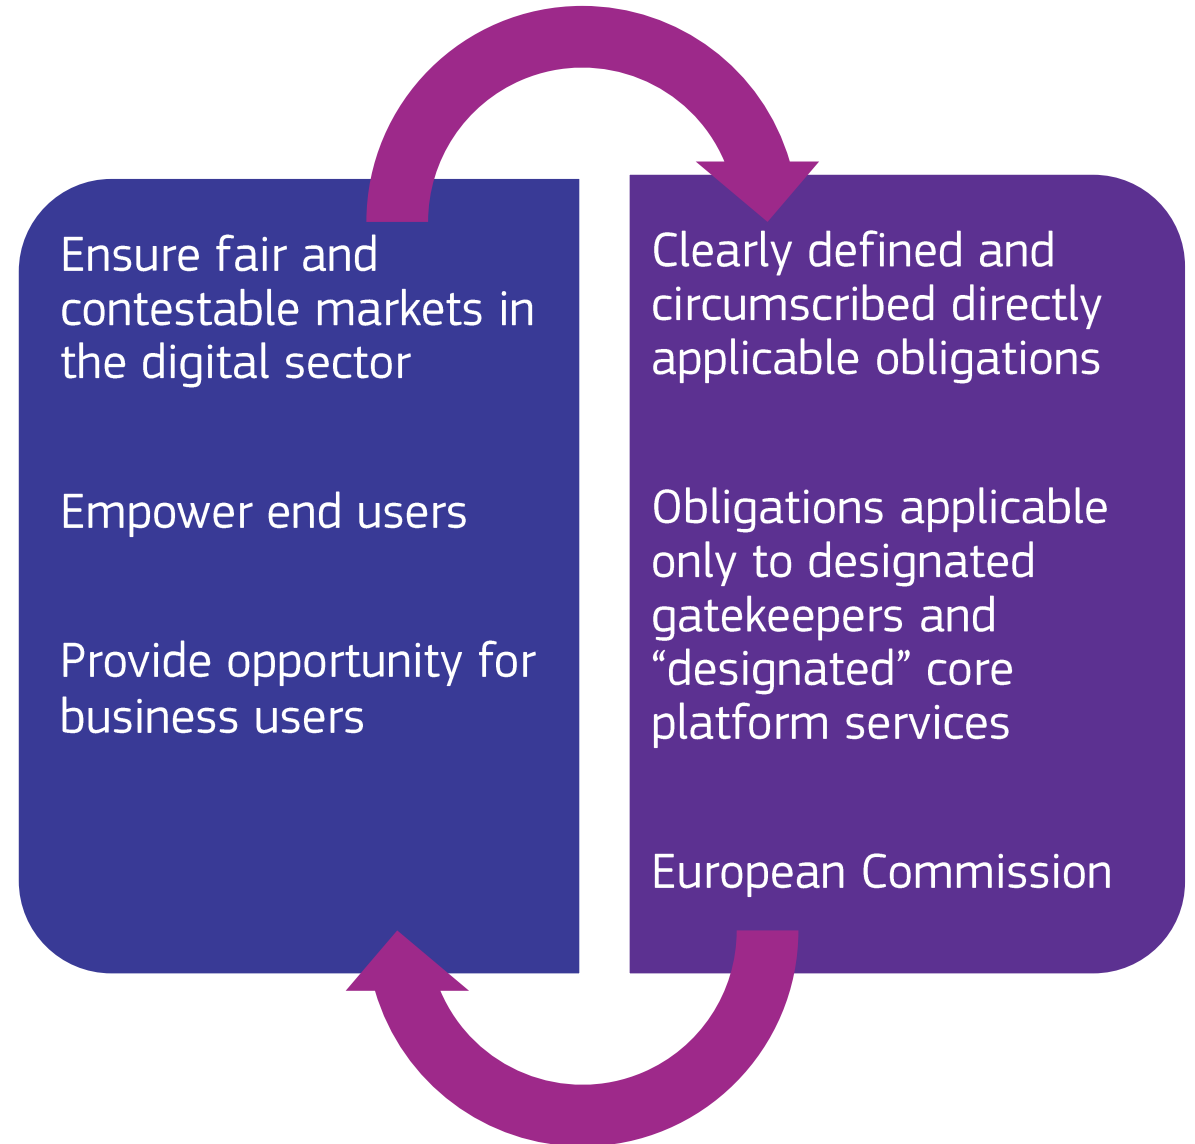 Ensure fair and
contestable markets in
the digital sector
Empower end users
Provide opportunity for
business users
Clearly defined and
circumscribed directly
applicable obligations
Obligations applicable
only to designated
gatekeepers and
“designated” core
platform services
European Commission